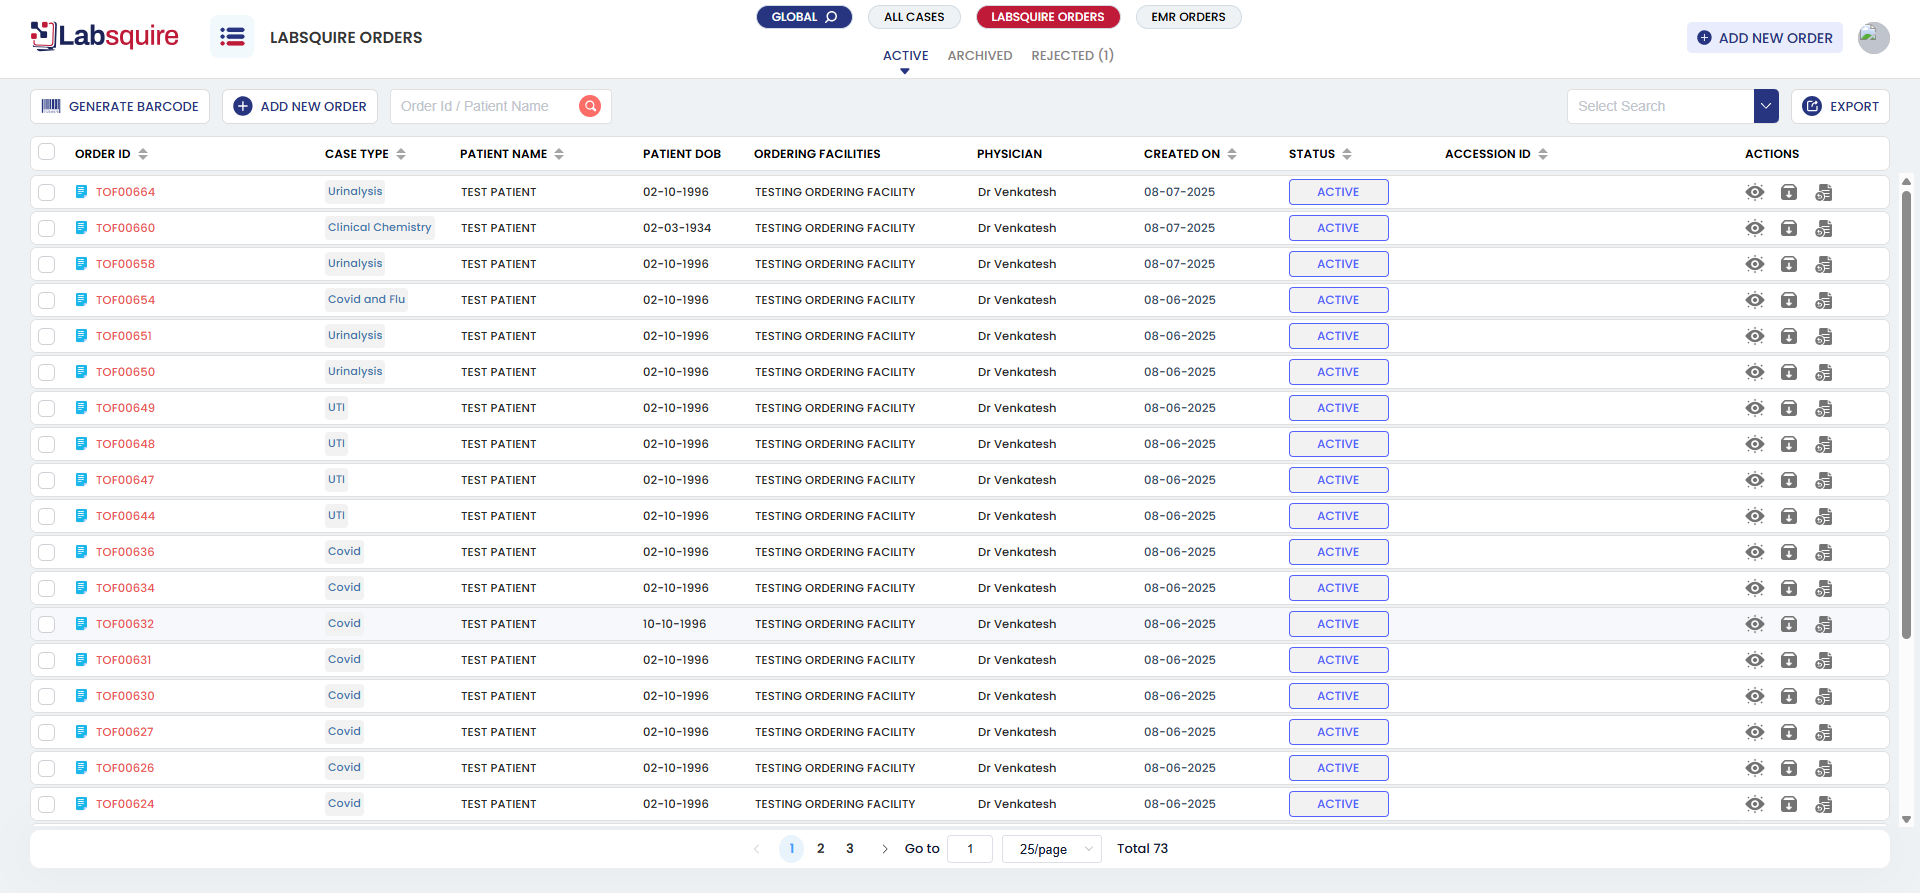 Labsquire
LABSQUIRE ORDERS
GLOBAL ALL CASES LABSQUIRE ORDERS EMR ORDERS
ACTIVE ARCHIVED REJECTED (1)
ADD NEW ORDER
GENERATE BARCODE ADD NEW ORDER Order Id / Patient Name Select Search EXPORT
ORDER ID CASE TYPE PATIENT NAME PATIENT DOB ORDERING FACILITIES PHYSICIAN CREATED ON STATUS ACCESSION ID ACTIONS
TOF00664 Urinalysis TEST PATIENT 02-10-1996 TESTING ORDERING FACILITY Dr Venkatesh 08-07-2025 ACTIVE
TOF00660 Clinical Chemistry TEST PATIENT 02-03-1934 TESTING ORDERING FACILITY Dr Venkatesh 08-07-2025 ACTIVE
TOF00658 Urinalysis TEST PATIENT 02-10-1996 TESTING ORDERING FACILITY Dr Venkatesh 08-07-2025 ACTIVE
TOF00654 Covid and Flu TEST PATIENT 02-10-1996 TESTING ORDERING FACILITY Dr Venkatesh 08-06-2025 ACTIVE
TOF00651 Urinalysis TEST PATIENT 02-10-1996 TESTING ORDERING FACILITY Dr Venkatesh 08-06-2025 ACTIVE
TOF00650 Urinalysis TEST PATIENT 02-10-1996 TESTING ORDERING FACILITY Dr Venkatesh 08-06-2025 ACTIVE
TOF00649 UTI TEST PATIENT 02-10-1996 TESTING ORDERING FACILITY Dr Venkatesh 08-06-2025 ACTIVE
TOF00648 UTI TEST PATIENT 02-10-1996 TESTING ORDERING FACILITY Dr Venkatesh 08-06-2025 ACTIVE
TOF00647 UTI TEST PATIENT 02-10-1996 TESTING ORDERING FACILITY Dr Venkatesh 08-06-2025 ACTIVE
TOF00644 UTI TEST PATIENT 02-10-1996 TESTING ORDERING FACILITY Dr Venkatesh 08-06-2025 ACTIVE
TOF00636 Covid TEST PATIENT 02-10-1996 TESTING ORDERING FACILITY Dr Venkatesh 08-06-2025 ACTIVE
TOF00634 Covid TEST PATIENT 02-10-1996 TESTING ORDERING FACILITY Dr Venkatesh 08-06-2025 ACTIVE
TOF00632 Covid TEST PATIENT 10-10-1996 TESTING ORDERING FACILITY Dr Venkatesh 08-06-2025 ACTIVE
TOF00631 Covid TEST PATIENT 02-10-1996 TESTING ORDERING FACILITY Dr Venkatesh 08-06-2025 ACTIVE
TOF00630 Covid TEST PATIENT 02-10-1996 TESTING ORDERING FACILITY Dr Venkatesh 08-06-2025 ACTIVE
TOF00627 Covid TEST PATIENT 02-10-1996 TESTING ORDERING FACILITY Dr Venkatesh 08-06-2025 ACTIVE
TOF00626 Covid TEST PATIENT 02-10-1996 TESTING ORDERING FACILITY Dr Venkatesh 08-06-2025 ACTIVE
TOF00624 Covid TEST PATIENT 02-10-1996 TESTING ORDERING FACILITY Dr Venkatesh 08-06-2025 ACTIVE
1 2 3 Go to 1 25/page Total 73